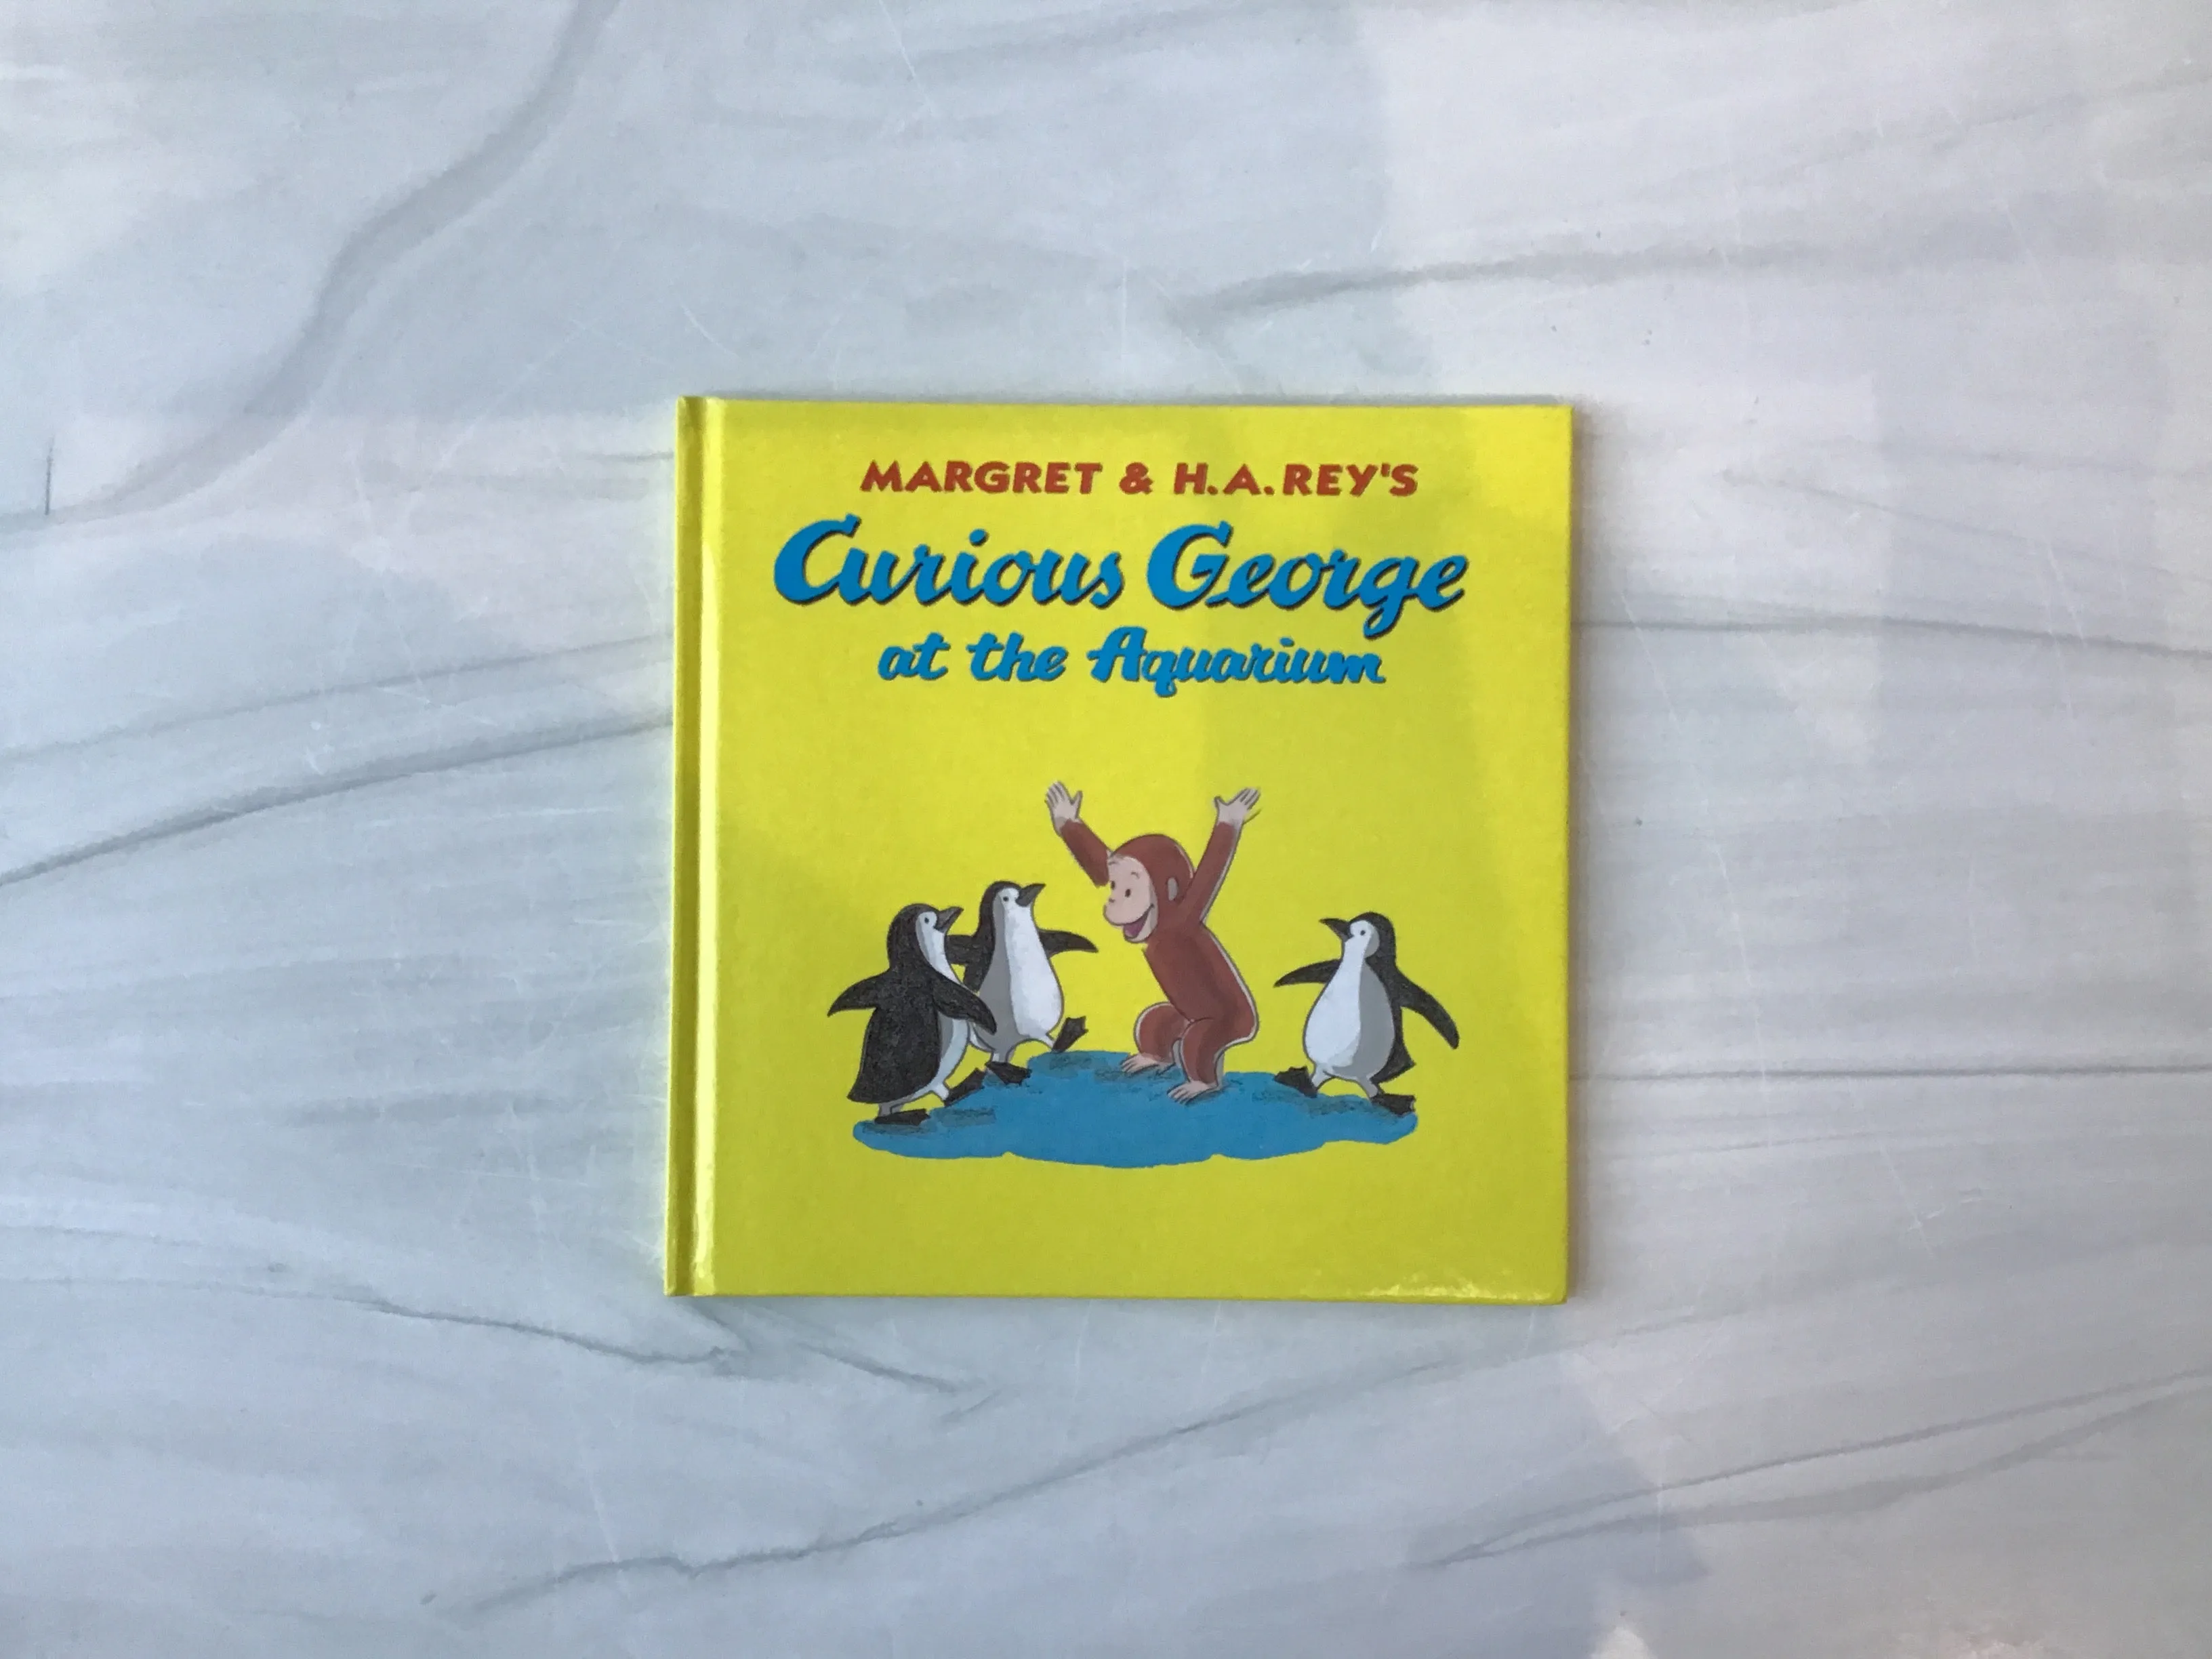 MARGRET & H.A.REY'S
Curious George
at the Aquarium